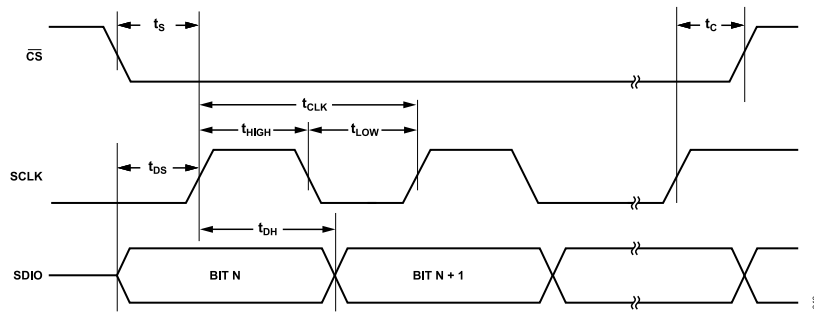 tS
tC
CS
tCLK
tHIGH
tLOW
tDS
SCLK
tDH
SDIO
BIT N
BIT N + 1